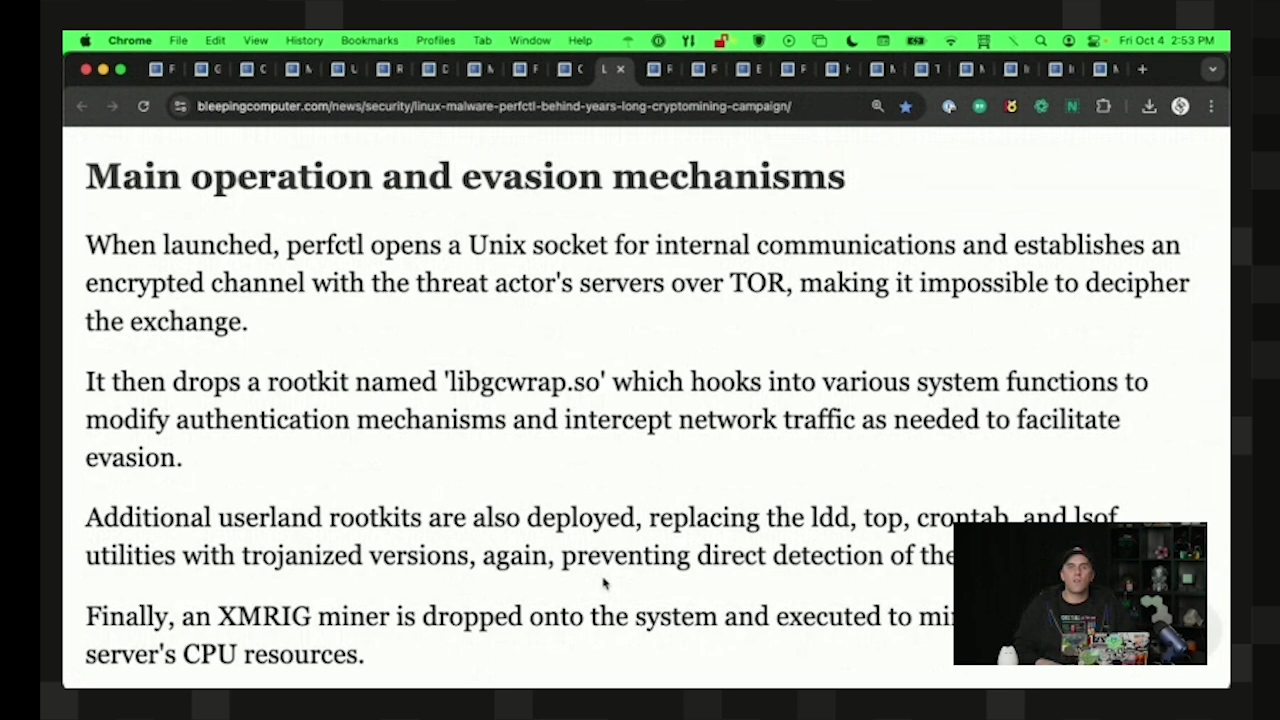 Chrome File Edit View History Bookmarks Profiles Tab Window Help Fri Oct 4 2:53 PM
bleepingcomputer.com/news/security/linux-malware-perfctl-behind-years-long-cryptomining-campaign/
Main operation and evasion mechanisms
When launched, perfctl opens a Unix socket for internal communications and establishes an
encrypted channel with the threat actor's servers over TOR, making it impossible to decipher
the exchange.
It then drops a rootkit named 'libgcwrap.so' which hooks into various system functions to
modify authentication mechanisms and intercept network traffic as needed to facilitate
evasion.
Additional userland rootkits are also deployed, replacing the ldd, top, crontab, and lsof
utilities with trojanized versions, again, preventing direct detection of the
Finally, an XMRIG miner is dropped onto the system and executed to
server's CPU resources.